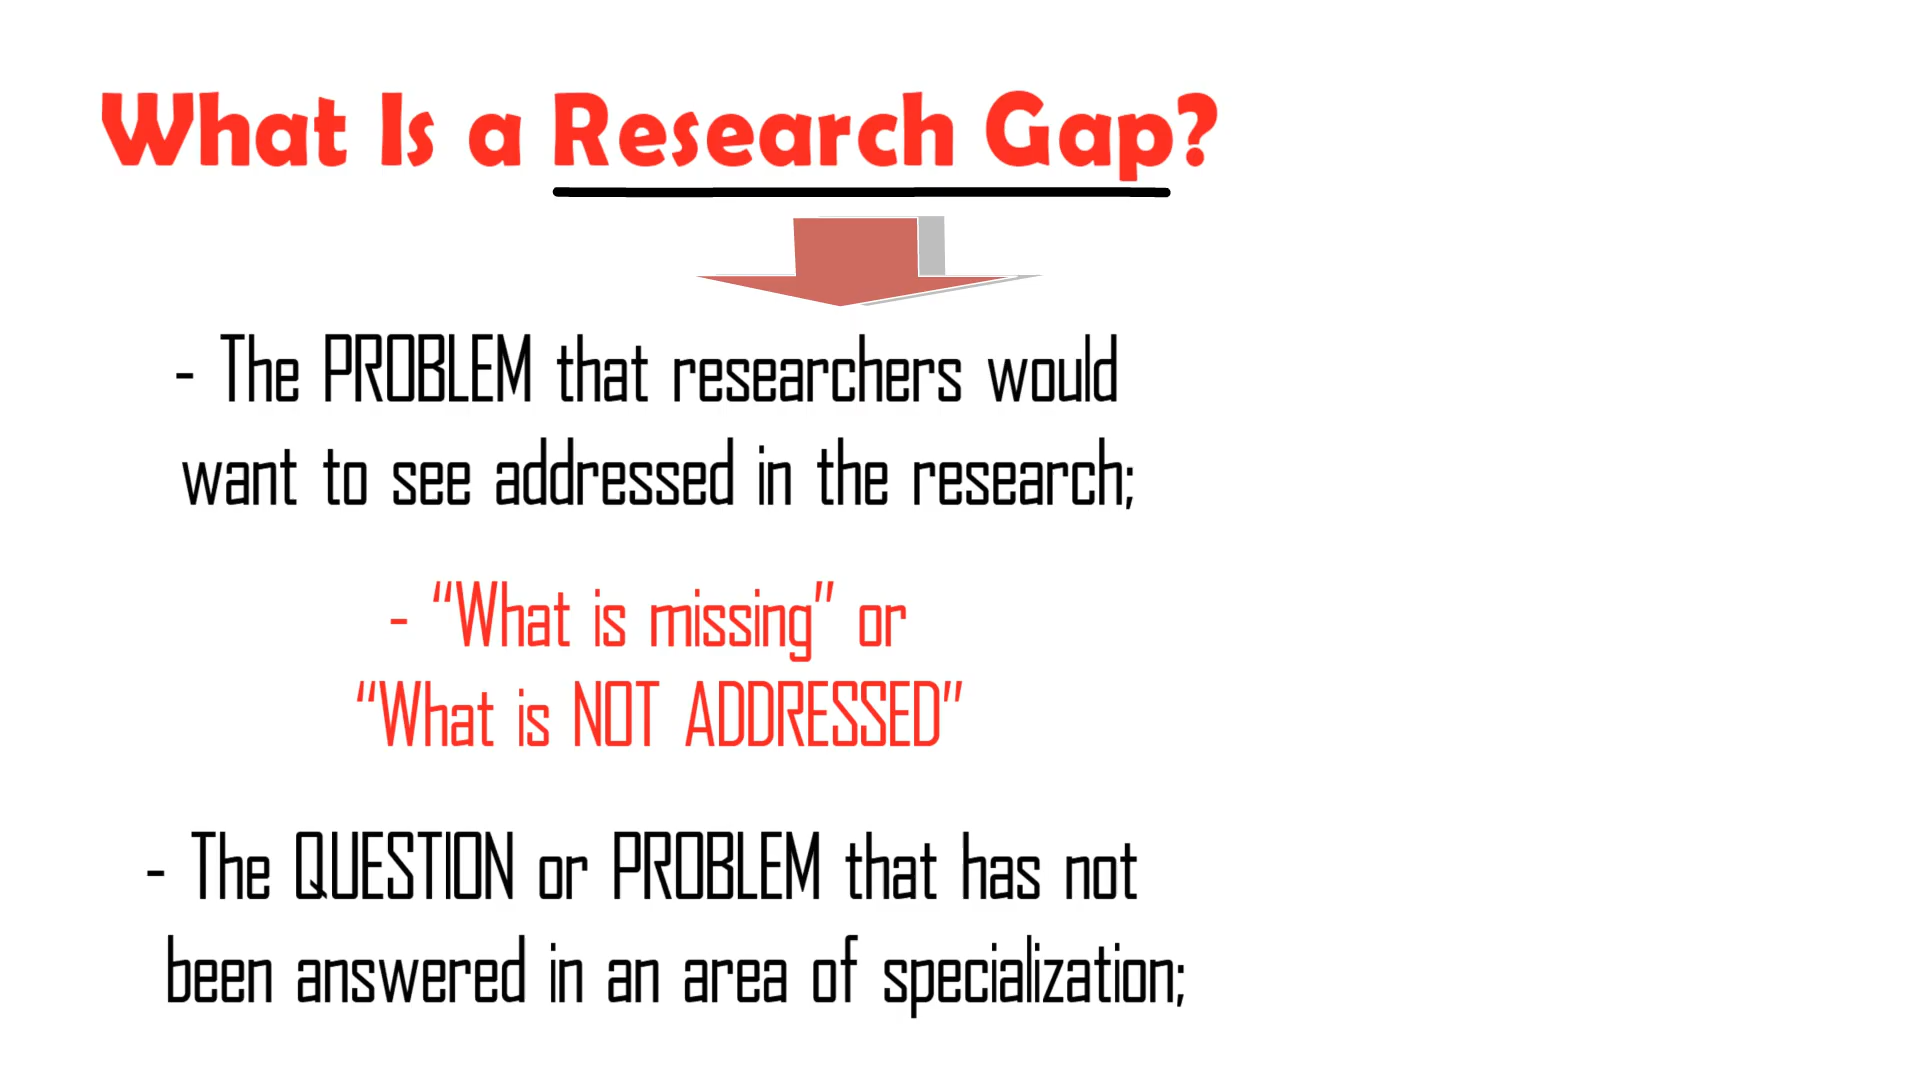 What Is a Research Gap?
- The PROBLEM that researchers would
want to see addressed in the research;
- “What is missing” or
“What is NOT ADDRESSED”
- The QUESTION or PROBLEM that has not
been answered in an area of specialization;